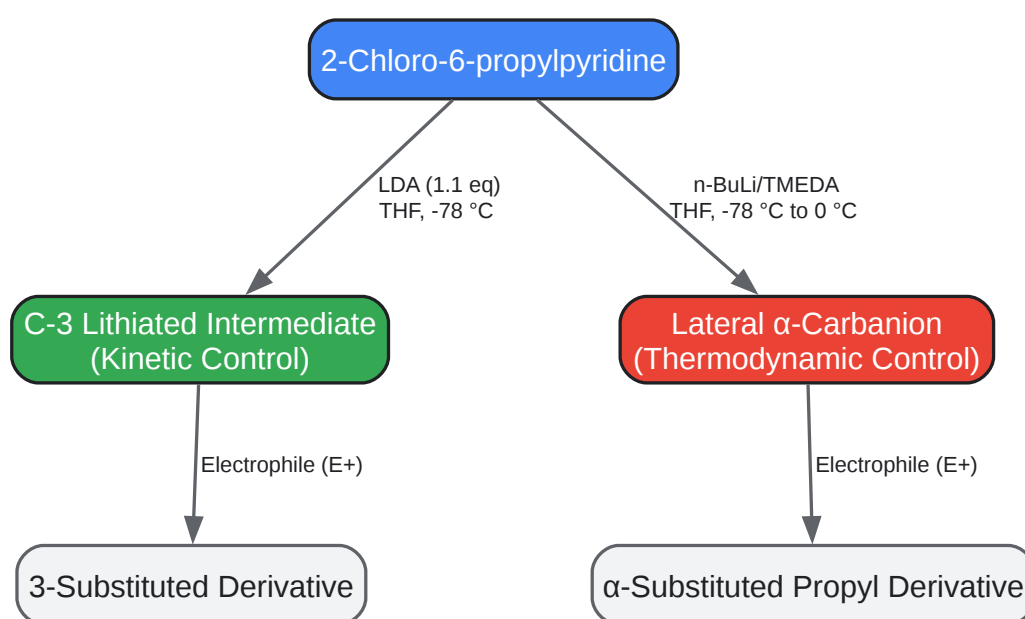 2-Chloro-6-propylpyridine
LDA (1.1 eq)
THF, -78 °C
n-BuLi/TMEDA
THF, -78 °C to 0 °C
C-3 Lithiated Intermediate
(Kinetic Control)
Lateral α-Carbanion
(Thermodynamic Control)
Electrophile (E+)
Electrophile (E+)
3-Substituted Derivative
α-Substituted Propyl Derivative